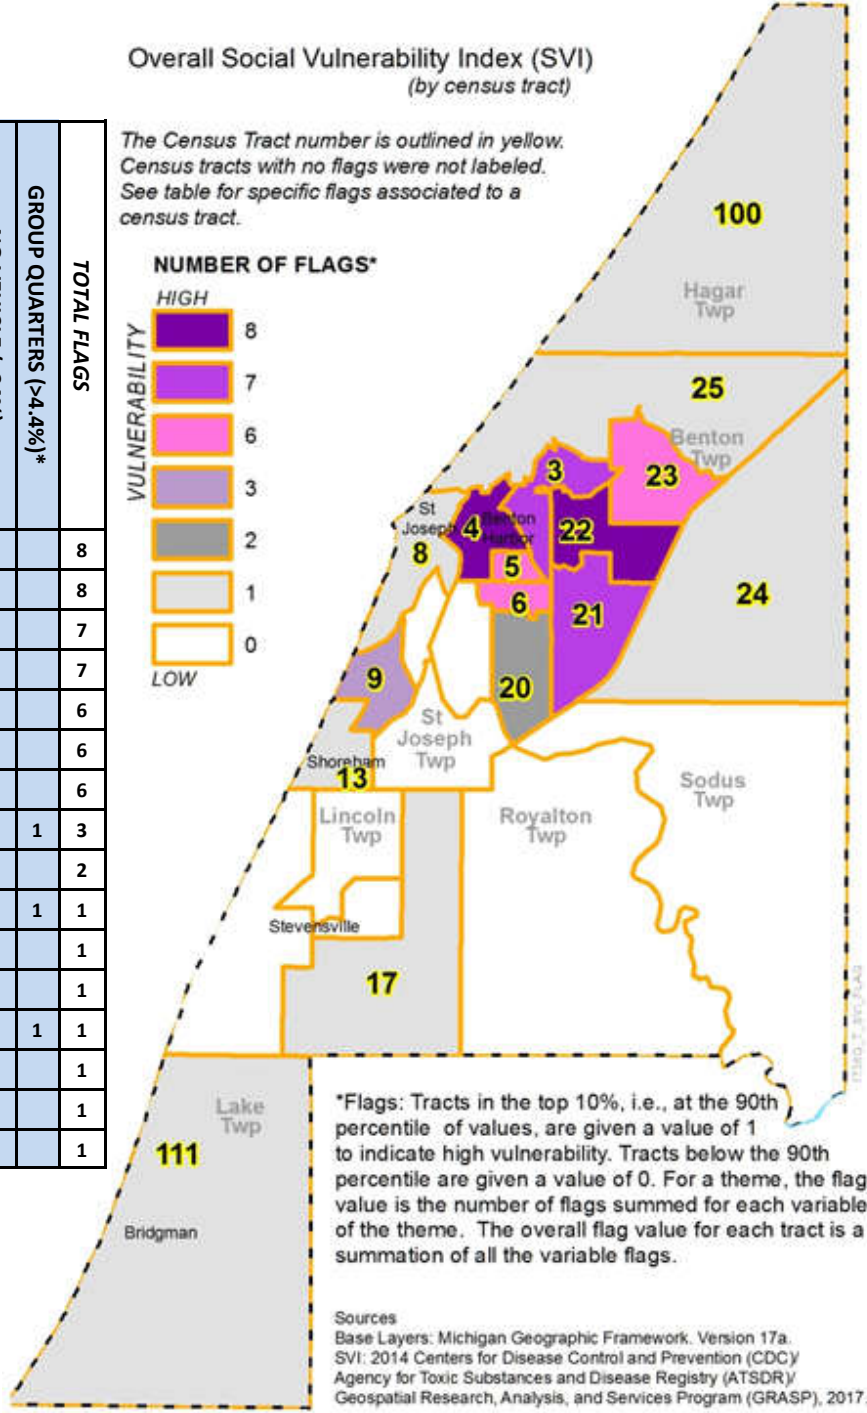 Overall Social Vulnerability Index (SVI)
(by census tract)
The Census Tract number is outlined in yellow.
Census tracts with no flags were not labeled.
See table for specific flags associated to a
census tract.
NUMBER OF FLAGS*
HIGH
VULNERABILITY
8
7
6
3
2
1
0
LOW
GROUP QUARTERS (>4.4%)*
TOTAL FLAGS
8
8
7
7
6
6
6
1 3
2
1 1
1
1
1 1
1
1
1
100
Hagar
Twp
25
Benton
Twp
23
3
St
Joseph
4
Benton
Harbor
22
8
5
6
21
24
9
20
St
Joseph
Twp
Shoreham
13
Sodus
Twp
Lincoln
Twp
Royalton
Twp
Stevensville
17
Lake
Twp
111
Bridgman
*Flags: Tracts in the top 10%, i.e., at the 90th
percentile of values, are given a value of 1
to indicate high vulnerability. Tracts below the 90th
percentile are given a value of 0. For a theme, the flag
value is the number of flags summed for each variable
of the theme. The overall flag value for each tract is a
summation of all the variable flags.
Sources
Base Layers: Michigan Geographic Framework. Version 17a.
SVI: 2014 Centers for Disease Control and Prevention (CDC)/
Agency for Toxic Substances and Disease Registry (ATSDR)/
Geospatial Research, Analysis, and Services Program (GRASP), 2017.